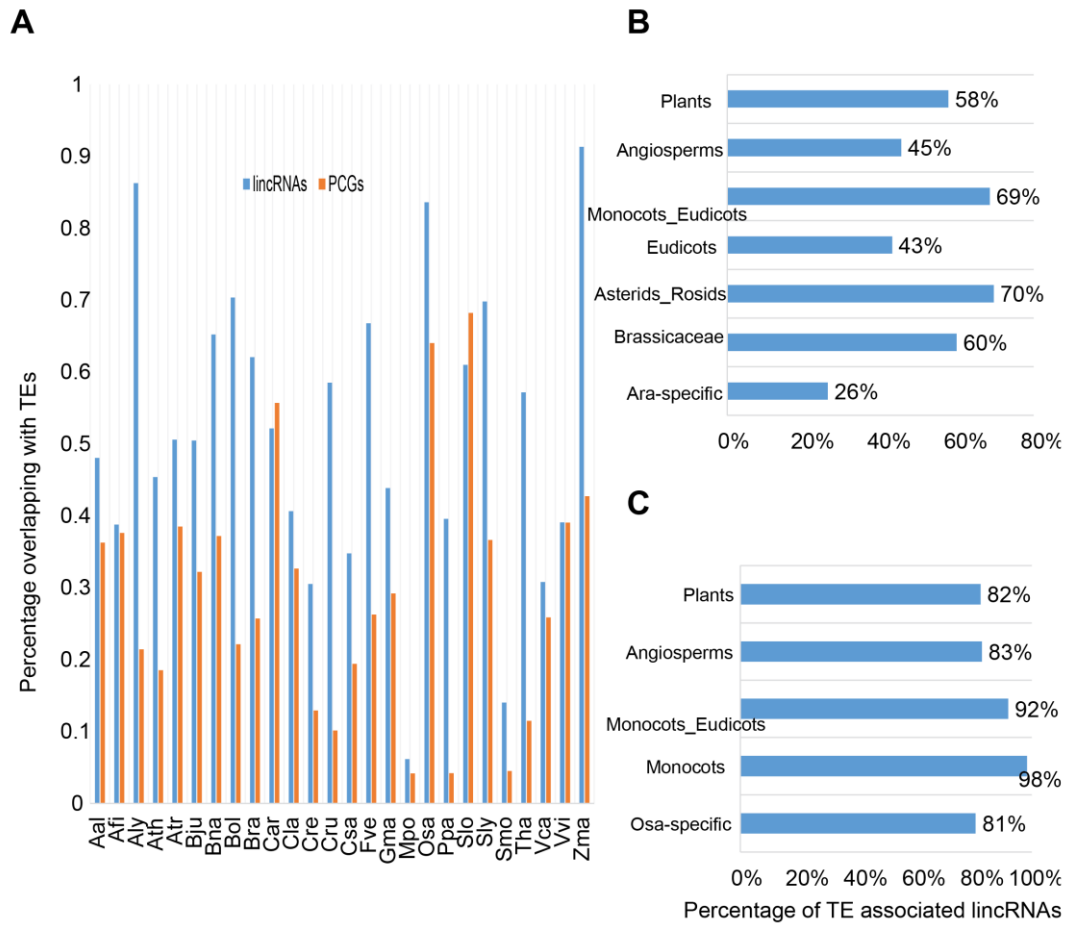 A
Percentage overlapping with TEs
1
0.9
0.8
0.7
0.6
0.5
0.4
0.3
0.2
0.1
0
lincRNAs PCGs
Aal Afi Aly Ath Atr Bju Bna Bol Bra Car Cla Cre Cru Csa Fve Gma Mpo Osa Ppa Slo Sly Smo Tha Vca Vvi Zma
B
Plants 58%
Angiosperms 45%
Monocots_Eudicots 69%
Eudicots 43%
Asterids_Rosids 70%
Brassicaceae 60%
Ara-specific 26%
0% 20% 40% 60% 80%
C
Plants 82%
Angiosperms 83%
Monocots_Eudicots 92%
Monocots 98%
Osa-specific 81%
0% 20% 40% 60% 80% 100%
Percentage of TE associated lincRNAs